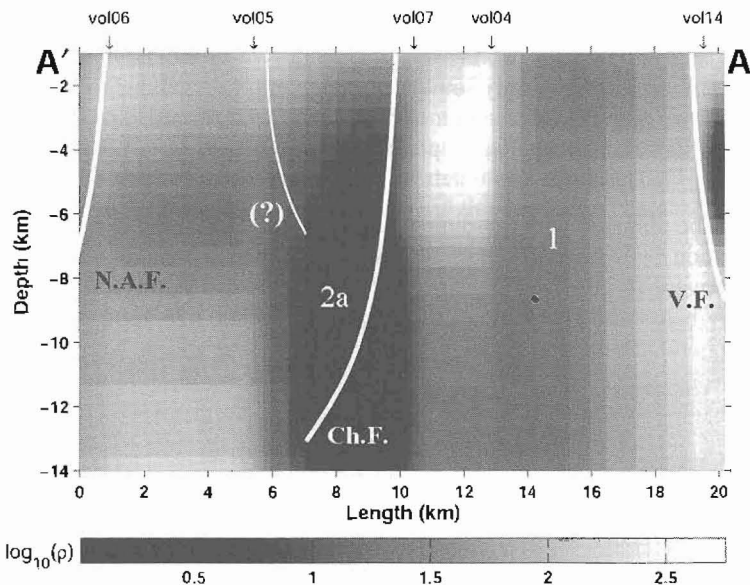 vol06 vol05 vol07 vol04 vol14
A' A
-2
-4
-6
-8
-10
-12
-14
Depth (km)
(?)
1
N.A.F.
2a
V.F.
Ch.F.
0 2 4 6 8 10 12 14 16 18 20
Length (km)
log10(ρ)
0.5 1 1.5 2 2.5